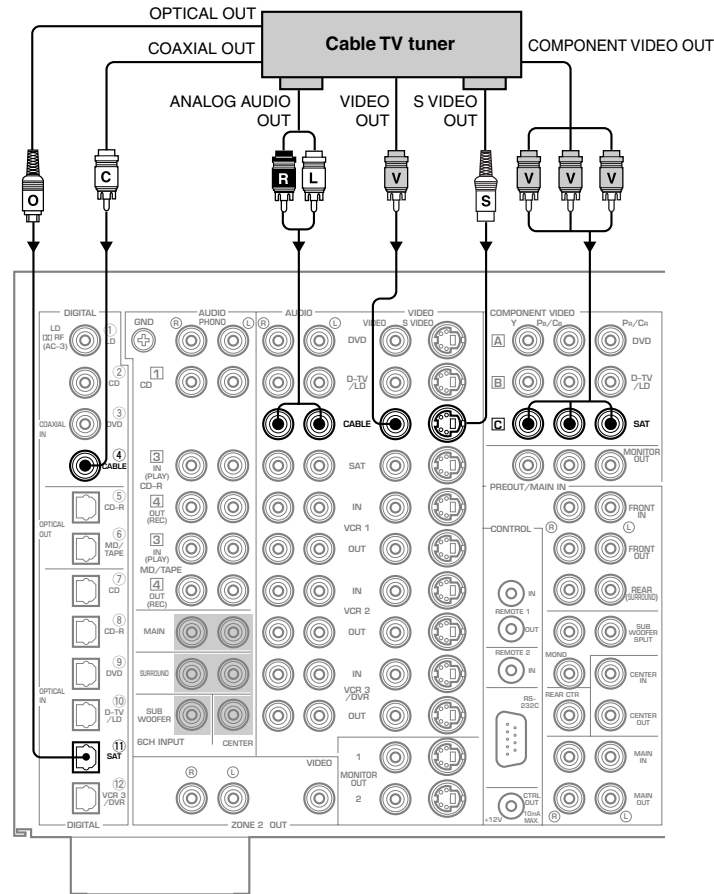 OPTICAL OUT
COAXIAL OUT
Cable TV tuner
COMPONENT VIDEO OUT
ANALOG AUDIO
OUT
VIDEO
OUT
S VIDEO
OUT
O
C
R
L
V
S
V
V
V
DIGITAL
LD
DD RF
(AC-3)
① LD
② CD
COAXIAL
IN
③ DVD
④ CABLE
⑤ CD-R
OPTICAL
OUT
⑥ MD/
TAPE
⑦ CD
⑧ CD-R
OPTICAL
IN
⑨ DVD
⑩ D-TV
/LD
⑪ SAT
⑫ VCR 3
/DVR
DIGITAL
GND
AUDIO
R PHONO L
1
CD
3
IN
(PLAY)
CD-R
4
OUT
(REC)
3
IN
(PLAY)
MD/TAPE
4
OUT
(REC)
MAIN
SURROUND
SUB
WOOFER
6CH INPUT
CENTER
AUDIO
R L
VIDEO
VIDEO S VIDEO
DVD
D-TV
/LD
CABLE
SAT
IN
VCR 1
OUT
IN
VCR 2
OUT
IN
VCR 3
/DVR
OUT
R L
VIDEO
ZONE 2 OUT
1
MONITOR
OUT
2
COMPONENT VIDEO
Y PB/CB PR/CR
A DVD
B D-TV
/LD
C SAT
MONITOR
OUT
PREOUT/MAIN IN
CONTROL
FRONT
IN
R L
FRONT
OUT
REAR
(SURROUND)
IN
REMOTE 1
OUT
REMOTE 2
IN
SUB
WOOFER
SPLIT
MONO
CENTER
IN
RS-
232C
REAR CTR
CENTER
OUT
MAIN
IN
CTRL
OUT
+12V
10mA
MAX.
MAIN
OUT
R L